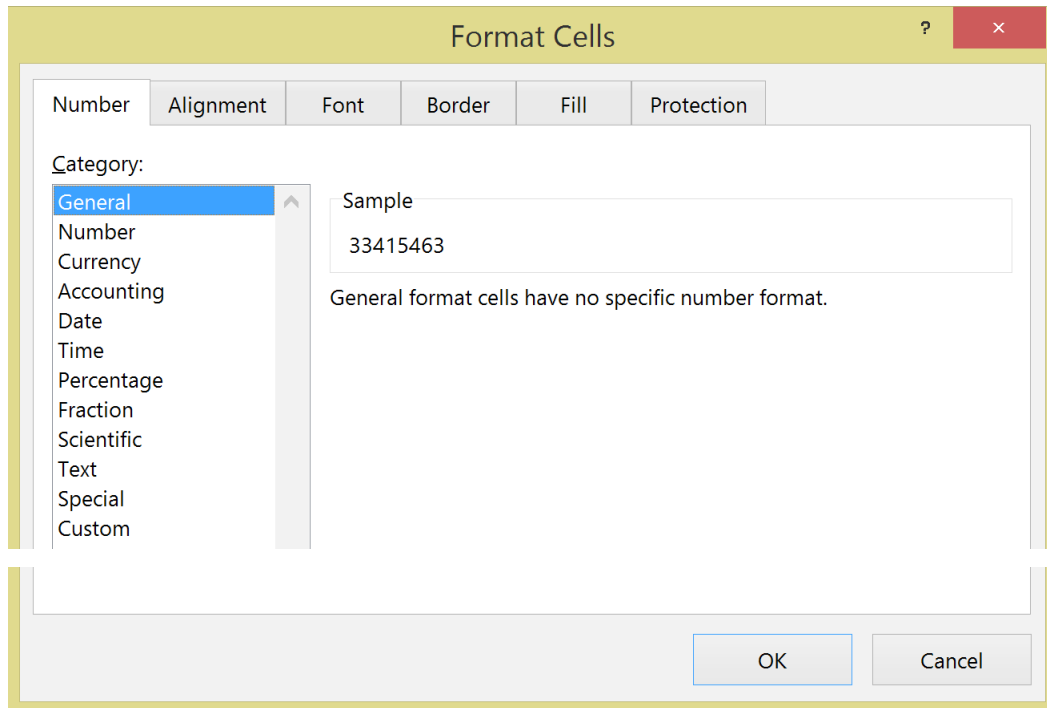 Format Cells
?
Number Alignment Font Border Fill Protection
Category:
General
Number
Currency
Accounting
Date
Time
Percentage
Fraction
Scientific
Text
Special
Custom
Sample
33415463
General format cells have no specific number format.
OK Cancel